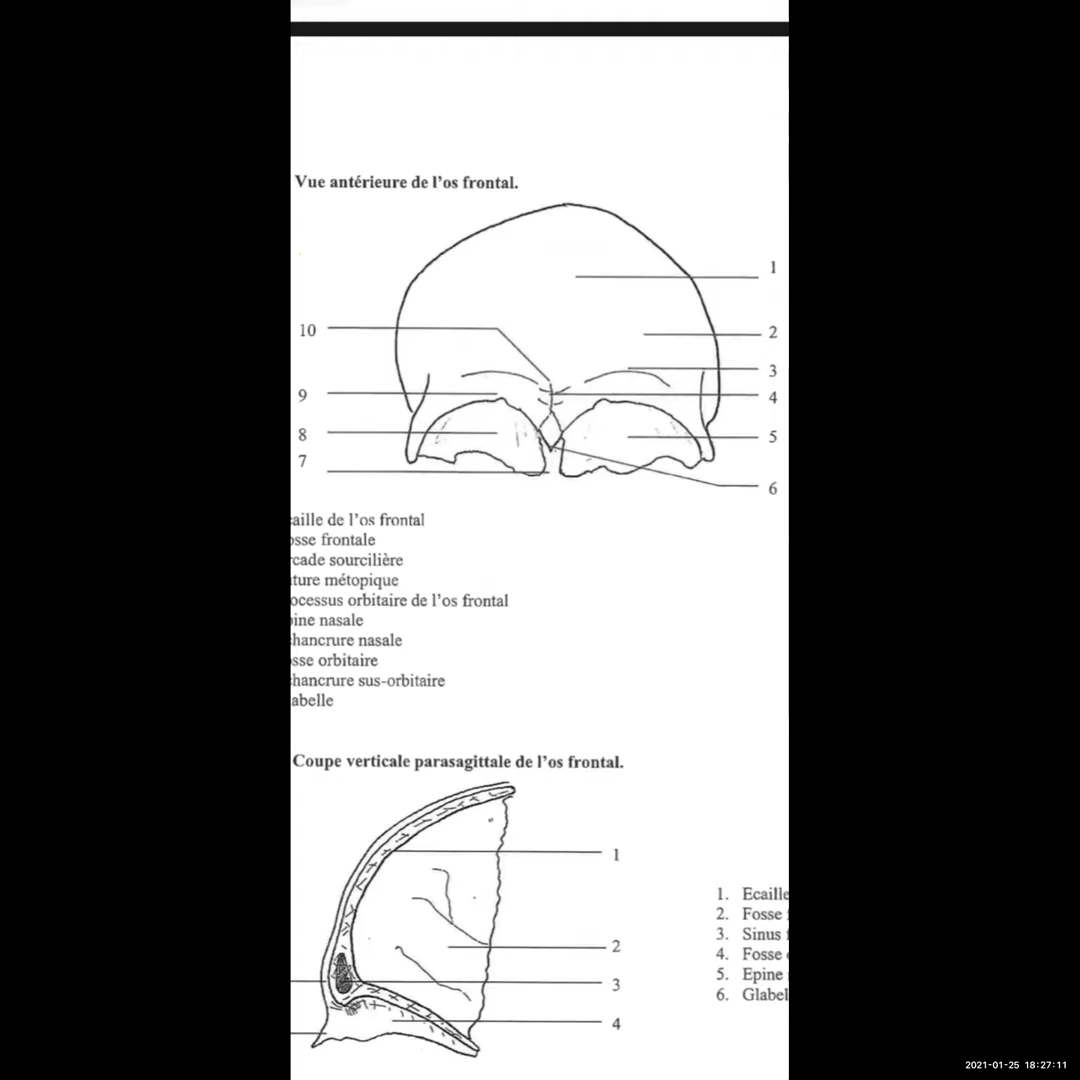 Vue antérieure de l'os frontal.
1
10
2
3
9
4
8
5
7
6
aille de l'os frontal
osse frontale
rcade sourcilière
ture métopique
ocessus orbitaire de l'os frontal
ine nasale
hancrure nasale
sse orbitaire
hancrure sus-orbitaire
abelle
Coupe verticale parasagittale de l'os frontal.
1
1. Ecaille
2. Fosse
3. Sinus
4. Fosse
5. Epine
6. Glabel
2
3
4
2021-01-25 18:27:11